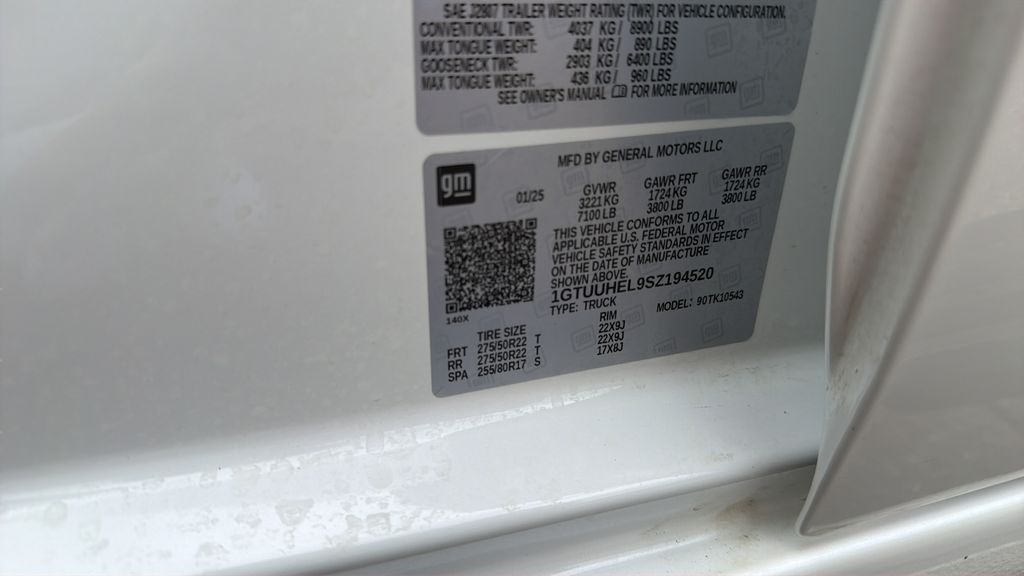 SAE J2807 TRAILER WEIGHT RATING (TWR) FOR VEHICLE CONFIGURATION.
CONVENTIONAL TWR: 4037 KG/ 8900 LBS
MAX TONGUE WEIGHT: 404 KG/ 890 LBS
GOOSENECK TWR: 2903 KG/ 6400 LBS
MAX TONGUE WEIGHT: 436 KG/ 960 LBS
SEE OWNER'S MANUAL FOR MORE INFORMATION
gm
MFD BY GENERAL MOTORS LLC
01/25 GVWR GAWR FRT GAWR RR
3221 KG 1724 KG 1724 KG
7100 LB 3800 LB 3800 LB
THIS VEHICLE CONFORMS TO ALL
APPLICABLE U.S. FEDERAL MOTOR
VEHICLE SAFETY STANDARDS IN EFFECT
ON THE DATE OF MANUFACTURE
SHOWN ABOVE.
1GTUUHEL9SZ194520
TYPE: TRUCK MODEL: 90TK10543
140X
TIRE SIZE RIM
FRT 275/50R22 T 22X9J
RR 275/50R22 T 22X9J
SPA 255/80R17 S 17X8J